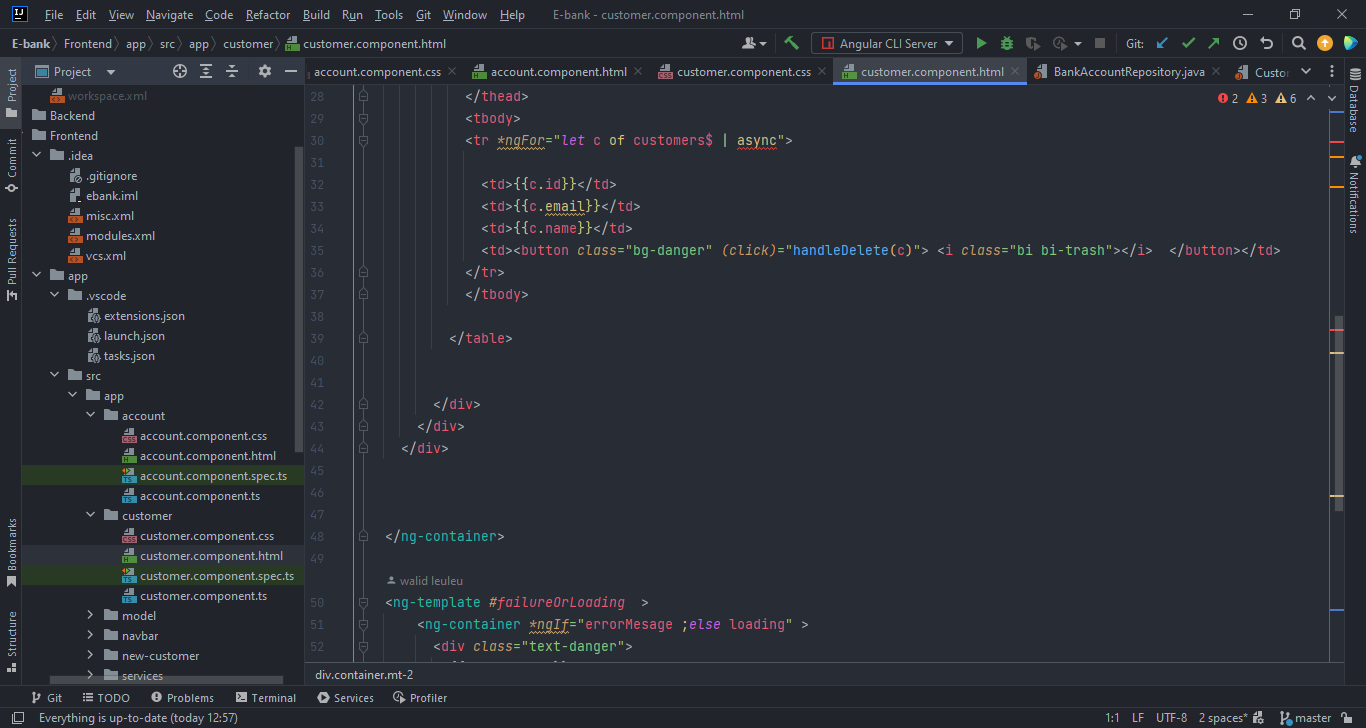 File Edit View Navigate Code Refactor Build Run Tools Git Window Help E-bank - customer.component.html
E-bank Frontend app src app customer customer.component.html Angular CLI Server Git:
Project account.component.css account.component.html customer.component.css customer.component.html BankAccountRepository.java Custo
workspace.xml
Backend
Frontend
.idea
.gitignore
ebank.iml
misc.xml
modules.xml
vcs.xml
app
.vscode
extensions.json
launch.json
tasks.json
src
app
account
account.component.css
account.component.html
account.component.spec.ts
account.component.ts
customer
customer.component.css
customer.component.html
customer.component.spec.ts
customer.component.ts
model
navbar
new-customer
services
Project
Commit
Pull Requests
Bookmarks
Structure
2 3 6
28 </thead>
29 <tbody>
30 <tr *ngFor="let c of customers$ | async">
31
32 <td>{{c.id}}</td>
33 <td>{{c.email}}</td>
34 <td>{{c.name}}</td>
35 <td><button class="bg-danger" (click)="handleDelete(c)"> <i class="bi bi-trash"></i> </button></td>
36 </tr>
37 </tbody>
38
39 </table>
40
41
42 </div>
43 </div>
44 </div>
45
46
47
48 </ng-container>
49
walid leuleu
50 <ng-template #failureOrLoading >
51 <ng-container *ngIf="errorMesage ;else loading" >
52 <div class="text-danger">
div.container.mt-2
Database
Notifications
Git TODO Problems Terminal Services Profiler
Everything is up-to-date (today 12:57) 1:1 LF UTF-8 2 spaces* master